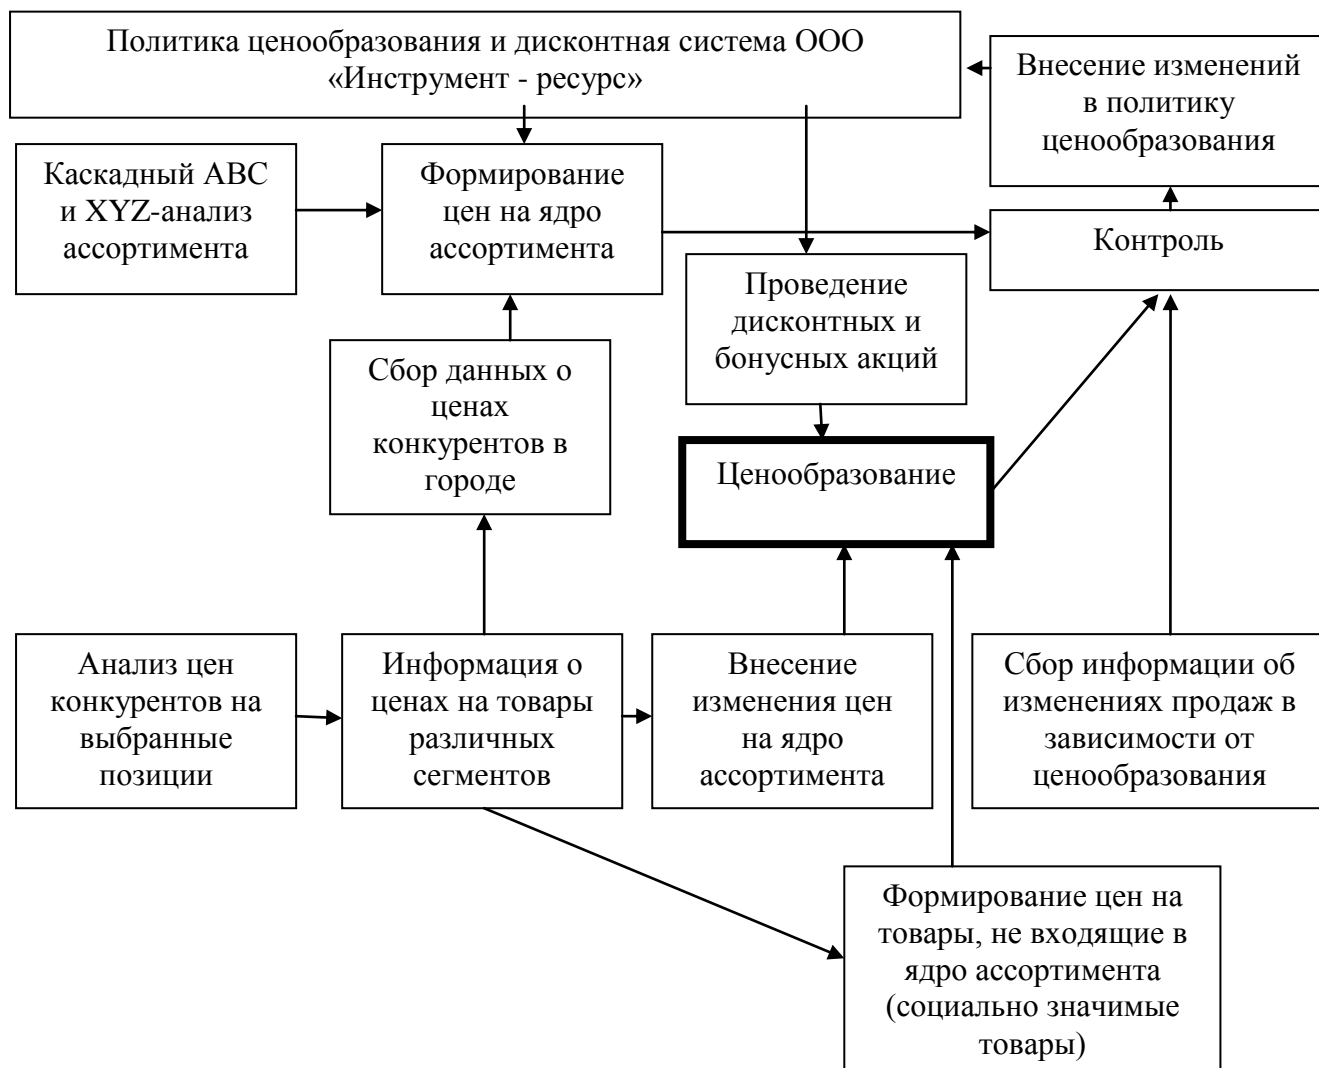 Политика ценообразования и дисконтная система ООО
«Инструмент - ресурс»
Внесение изменений
в политику
ценообразования
Каскадный АВС
и XYZ-анализ
ассортимента
Формирование
цен на ядро
ассортимента
Контроль
Проведение
дисконтных и
бонусных акций
Сбор данных о
ценах
конкурентов в
городе
Ценообразование
Анализ цен
конкурентов на
выбранные
позиции
Информация о
ценах на товары
различных
сегментов
Внесение
изменения цен
на ядро
ассортимента
Сбор информации об
изменениях продаж в
зависимости от
ценообразования
Формирование цен на
товары, не входящие в
ядро ассортимента
(социально значимые
товары)